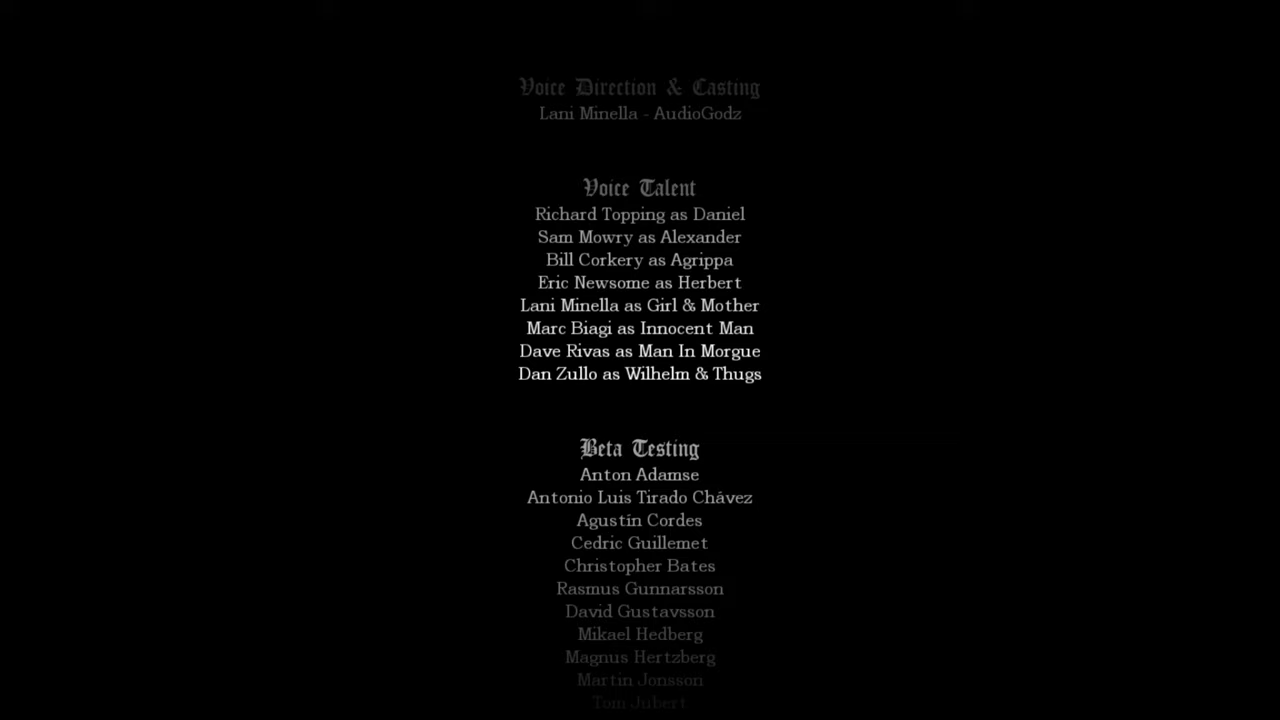 Voice Direction & Casting
Lani Minella - AudioGodz
Voice Talent
Richard Topping as Daniel
Sam Mowry as Alexander
Bill Corkery as Agrippa
Eric Newsome as Herbert
Lani Minella as Girl & Mother
Marc Biagi as Innocent Man
Dave Rivas as Man In Morgue
Dan Zullo as Wilhelm & Thugs
Beta Testing
Anton Adamse
Antonio Luis Tirado Chávez
Agustín Cordes
Cedric Guillemet
Christopher Bates
Rasmus Gunnarsson
David Gustavsson
Mikael Hedberg
Magnus Hertzberg
Martin Jonsson
Tom Jubert